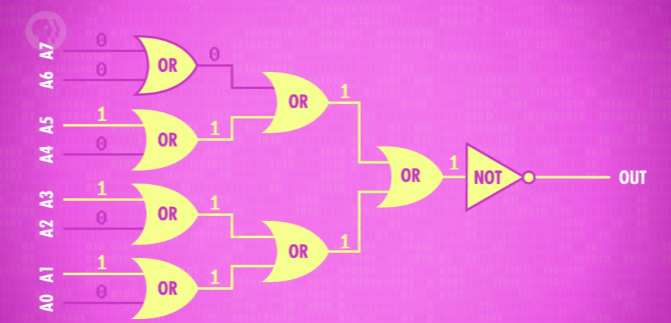 A7 0
OR 0
A6 0
OR 1
A5 1
OR 1
A4 0
OR 1 NOT OUT
A3 1
OR 1
A2 0
OR 1
A1 1
OR 1
A0 0